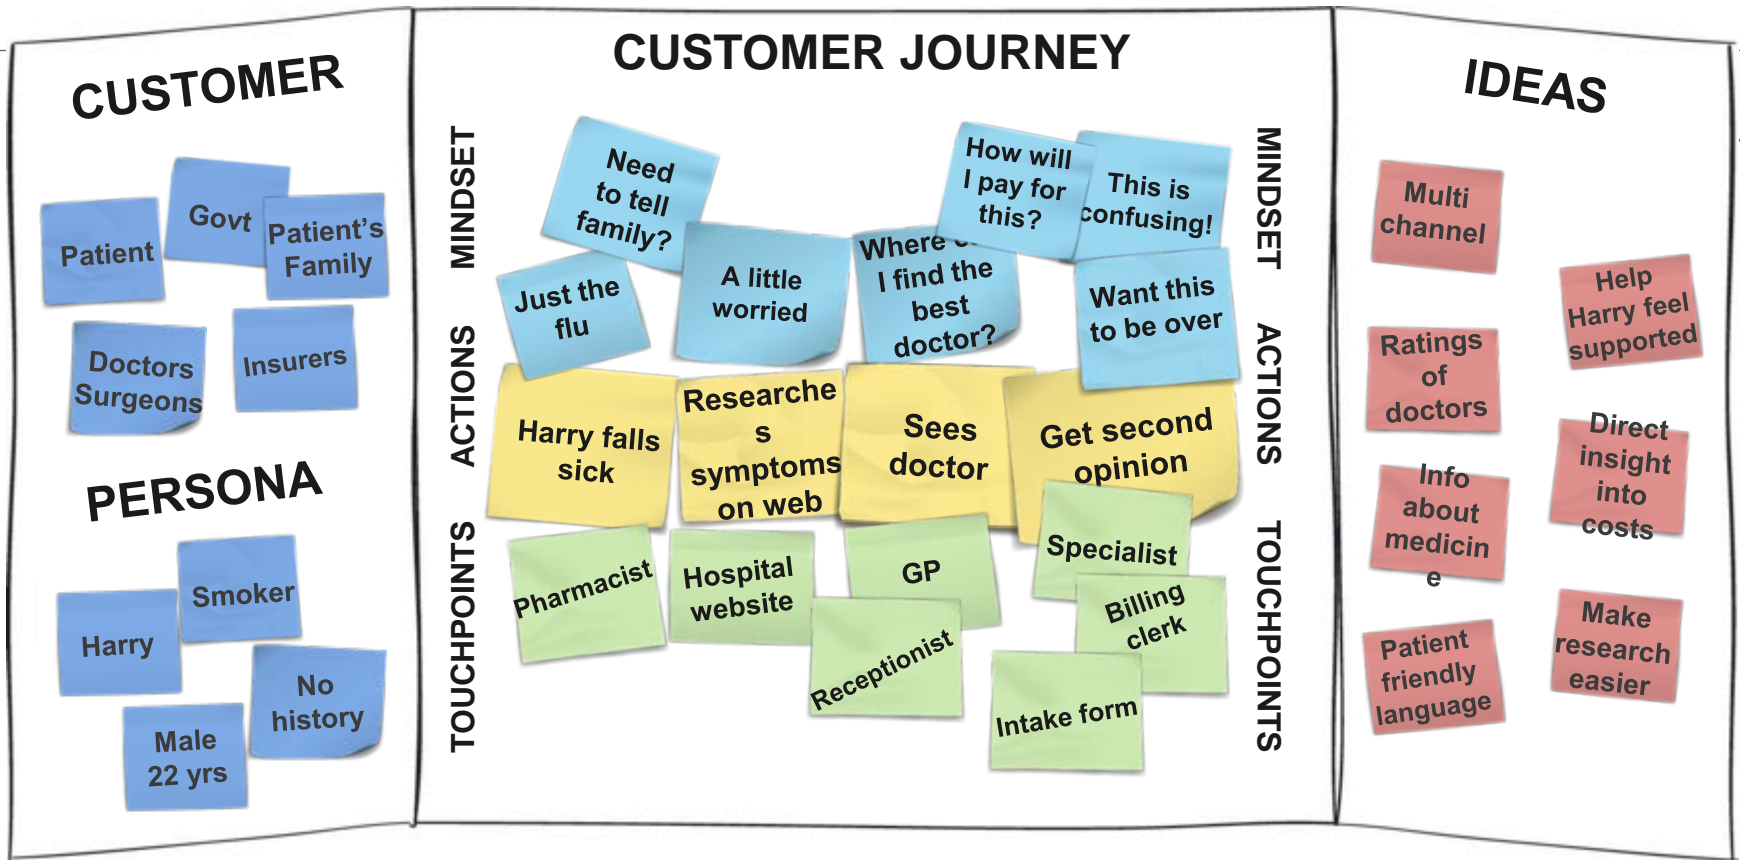 CUSTOMER
Patient
Govt
Patient’s
Family
Doctors
Surgeons
Insurers
PERSONA
Harry
Smoker
No
history
Male
22 yrs
CUSTOMER JOURNEY
MINDSET
ACTIONS
TOUCHPOINTS
Need
to tell
family?
Just the
flu
A little
worried
Where
I find the
best
doctor?
How will
I pay for
this?
This is
confusing!
Want this
to be over
Harry falls
sick
Researche
s
symptoms
on web
Sees
doctor
Get second
opinion
Pharmacist
Hospital
website
GP
Receptionist
Specialist
Billing
clerk
Intake form
MINDSET
ACTIONS
TOUCHPOINTS
IDEAS
Multi
channel
Help
Harry feel
supported
Ratings
of
doctors
Direct
insight
into
costs
Info
about
medicin
e
Make
research
easier
Patient
friendly
language